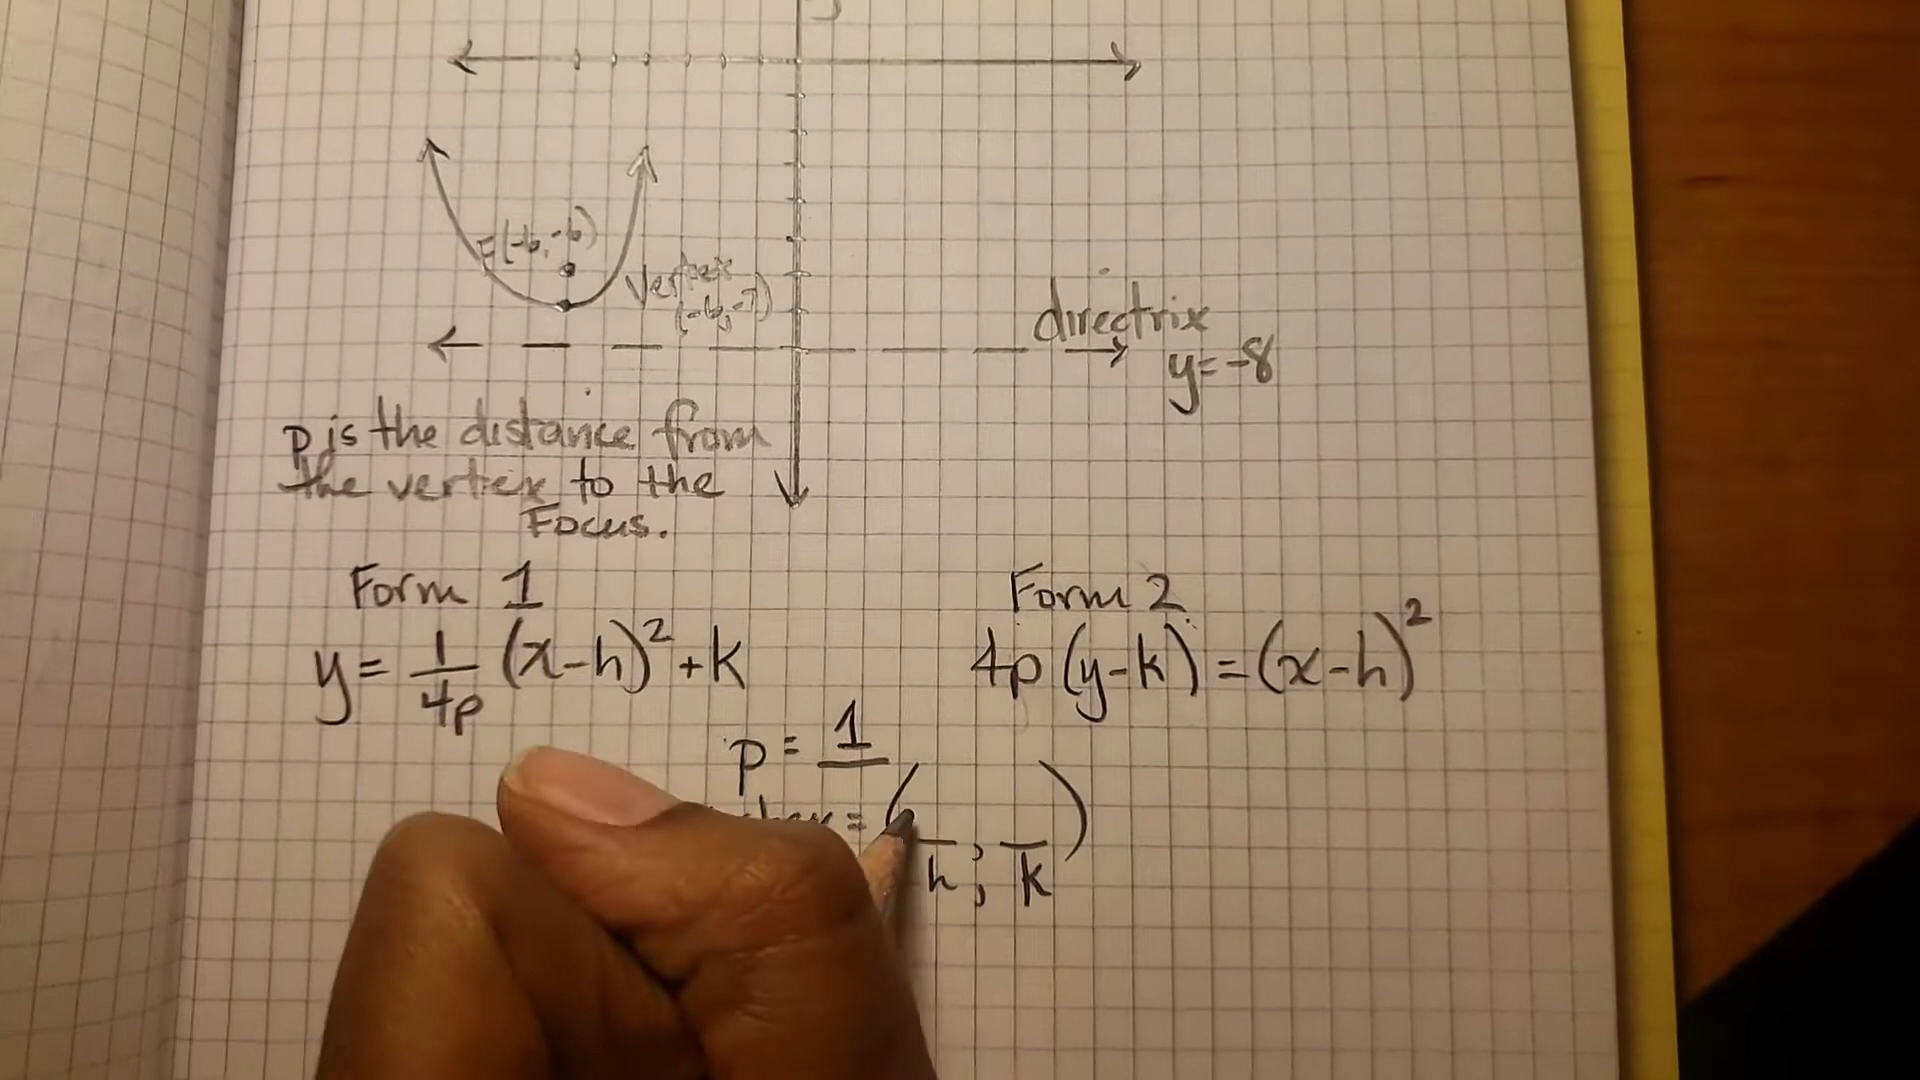 F(-6, -6)
Vertex
(-6, -7)
directrix
y = -8
p is the distance from
the vertex to the
Focus.
Form 1
Form 2
y = 1/4p (x-h)² + k
4p (y-k) = (x-h)²
p = 1
= ( h ; k )